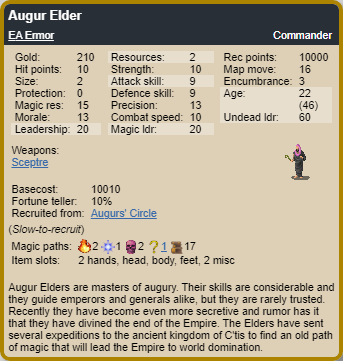 Augur Elder
EA Ermor Commander
Gold: 210 Resources: 2 Rec points: 10000
Hit points: 10 Strength: 10 Map move: 16
Size: 2 Attack skill: 9 Encumbrance: 3
Protection: 0 Defence skill: 9 Age: 22
Magic res: 15 Precision: 13 (46)
Morale: 13 Combat speed: 10 Undead ldr: 60
Leadership: 20 Magic ldr: 20
Weapons:
Sceptre
Basecost: 10010
Fortune teller: 10%
Recruited from: Augurs' Circle
(Slow-to-recruit)
Magic paths: 2 1 2 ? 1 17
Item slots: 2 hands, head, body, feet, 2 misc
Augur Elders are masters of augury. Their skills are considerable and
they guide emperors and generals alike, but they are rarely trusted.
Recently they have become even more secretive and rumor has it
that they have divined the end of the Empire. The Elders have sent
several expeditions to the ancient kingdom of C'tis to find an old path
of magic that will lead the Empire to world domination.